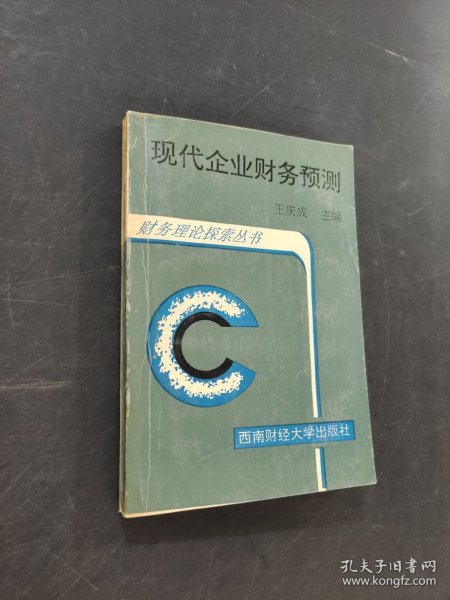 现代企业财务预测
王庆成 主编
财务理论探索丛书
西南财经大学出版社
孔夫子旧书网
www.kongfz.com